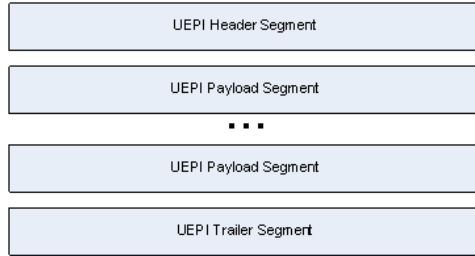 UEPI Header Segment
UEPI Payload Segment
...
UEPI Payload Segment
UEPI Trailer Segment